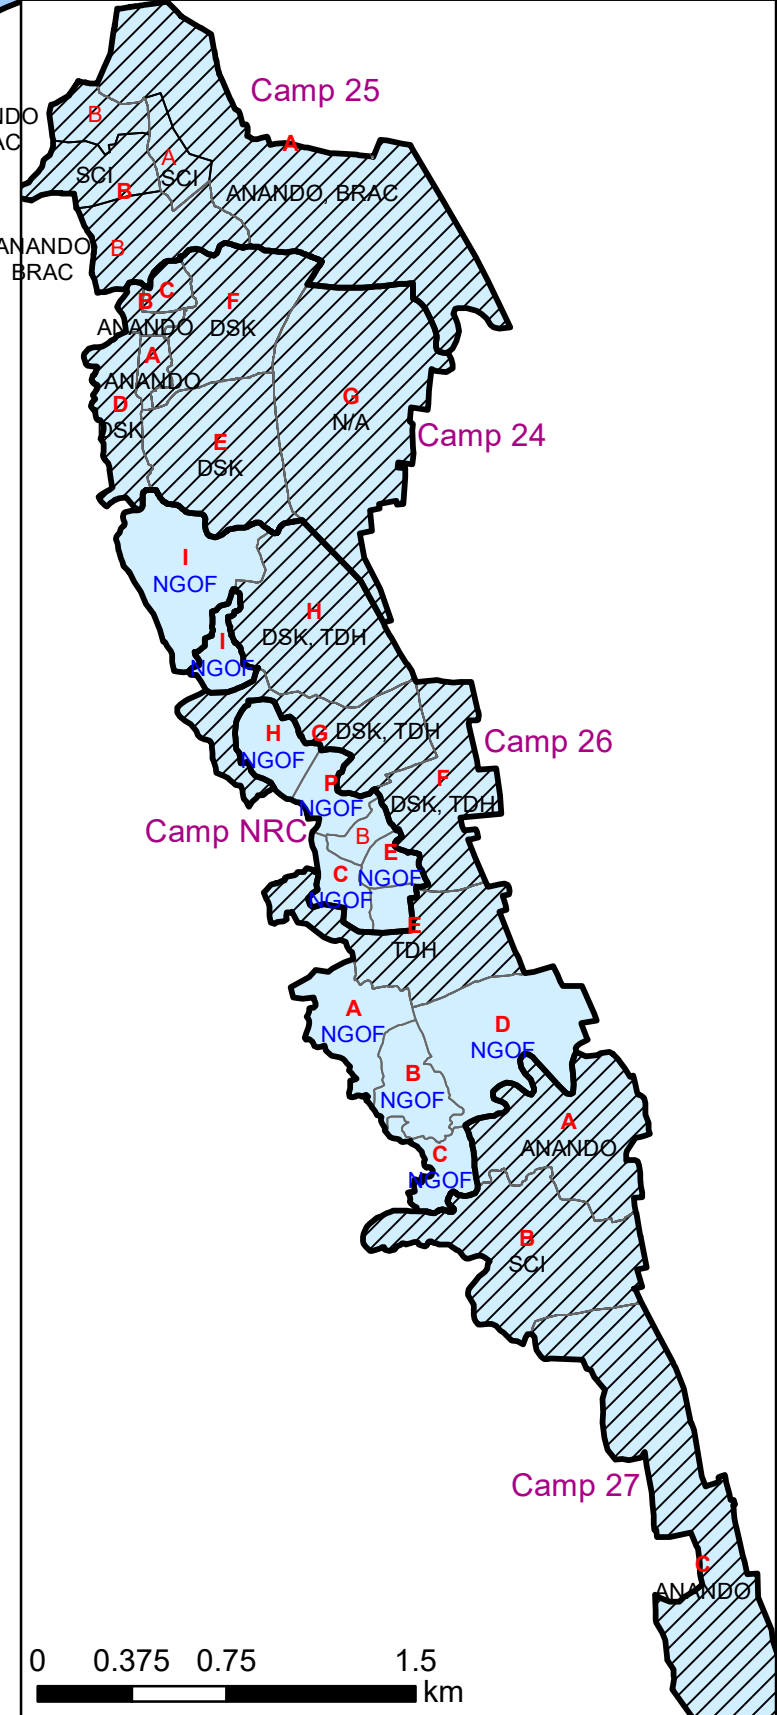 Camp 25
NDO
AC
B
A
A
SCI
SCI
B
ANANDO, BRAC
ANANDO
BRAC
B
C
B
F
ANANDO
DSK
A
ANANDO
D
DSK
G
N/A
Camp 24
E
DSK
I
NGOF
H
DSK, TDH
I
NGOF
H
NGOF
G
DSK, TDH
Camp 26
P
NGOF
F
DSK, TDH
Camp NRC
B
E
NGOF
C
NGOF
E
TDH
A
NGOF
D
NGOF
B
NGOF
A
ANANDO
C
NGOF
B
SCI
Camp 27
C
ANANDO
0 0.375 0.75 1.5
km